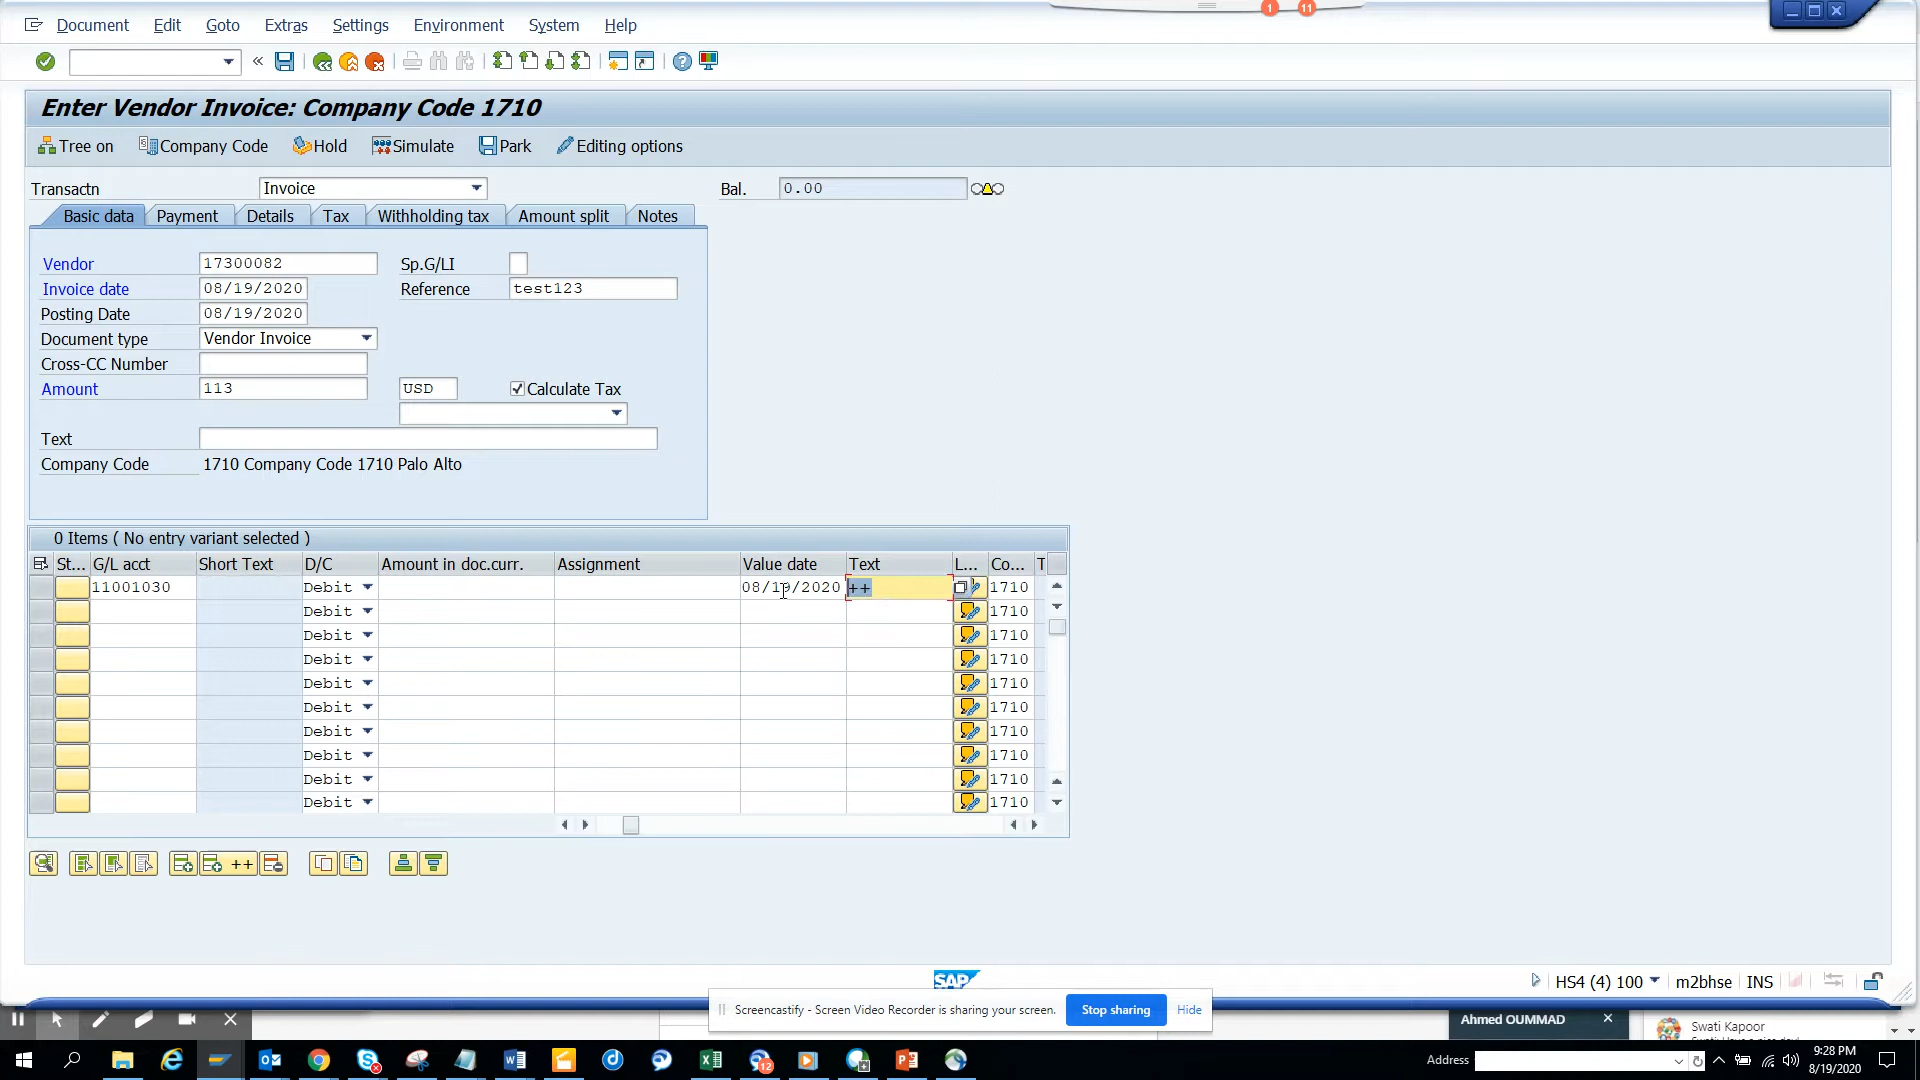 Document Edit Goto Extras Settings Environment System Help
1 11
Enter Vendor Invoice: Company Code 1710
Tree on Company Code Hold Simulate Park Editing options
Transactn Invoice Bal. 0.00
Basic data Payment Details Tax Withholding tax Amount split Notes
Vendor 17300082 Sp.G/LI
Invoice date 08/19/2020 Reference test123
Posting Date 08/19/2020
Document type Vendor Invoice
Cross-CC Number
Amount 113 USD Calculate Tax
Text
Company Code 1710 Company Code 1710 Palo Alto
0 Items ( No entry variant selected )
St... G/L acct Short Text D/C Amount in doc.curr. Assignment Value date Text L... Co... T
11001030 Debit 08/19/2020 ++ 1710
Debit 1710
Debit 1710
Debit 1710
Debit 1710
Debit 1710
Debit 1710
Debit 1710
Debit 1710
Debit 1710
++
SAP
HS4 (4) 100 m2bhse INS
Screencastify - Screen Video Recorder is sharing your screen. Stop sharing Hide
Ahmed OUMMAD
Swati Kapoor
12
Address
9:28 PM
8/19/2020